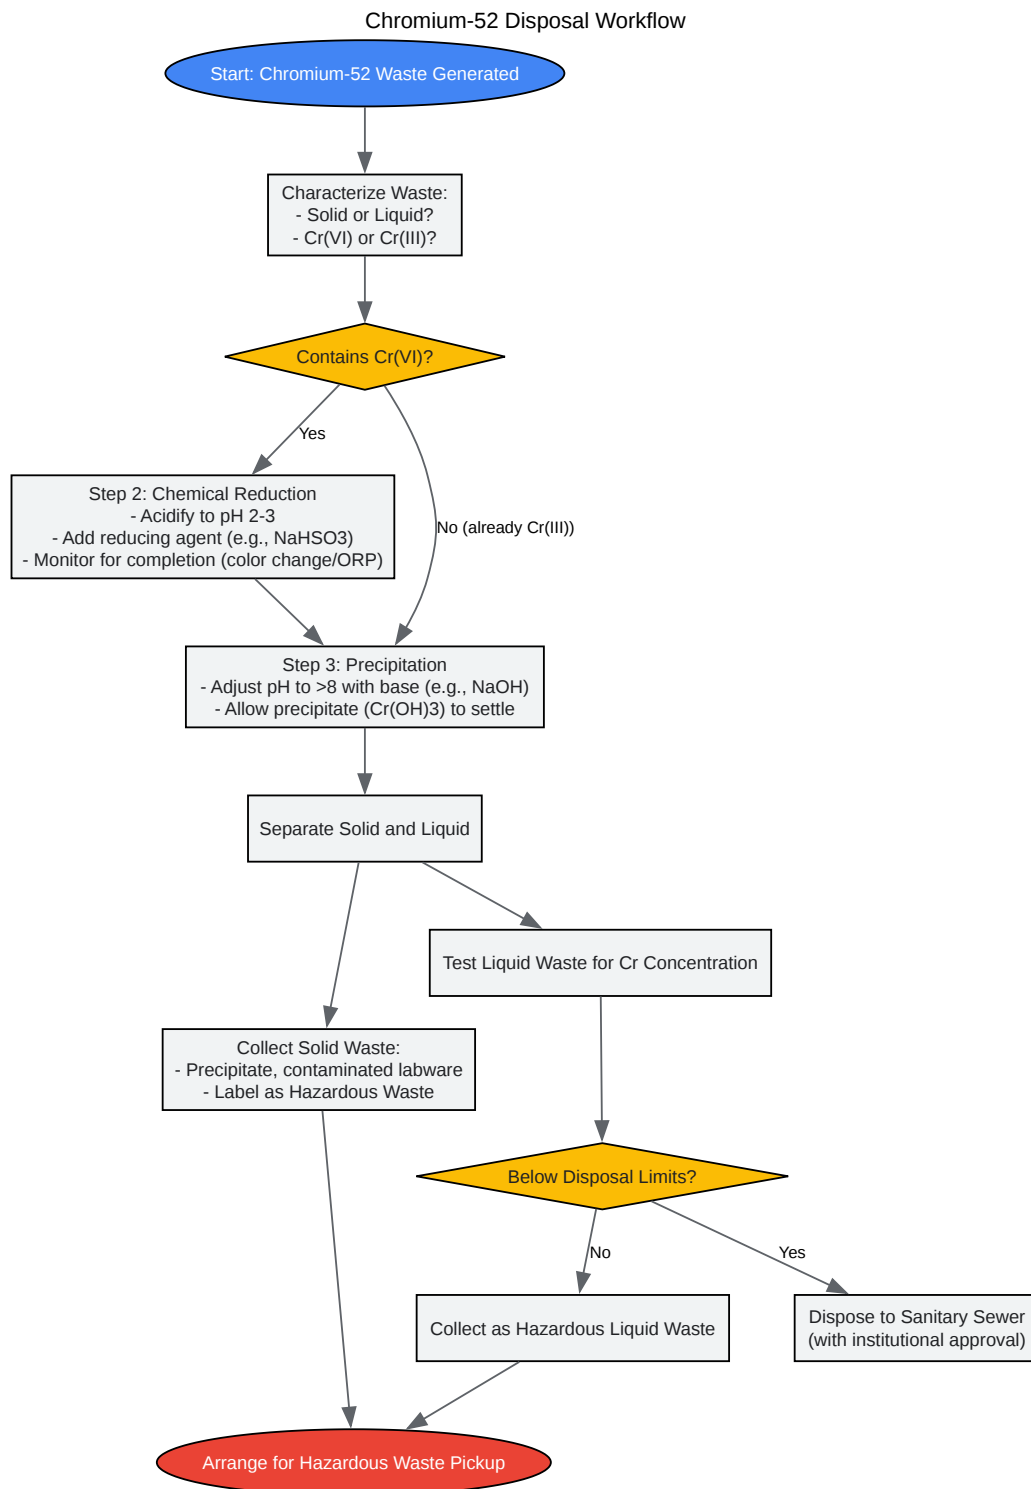 Chromium-52 Disposal Workflow
Start: Chromium-52 Waste Generated
Characterize Waste:
- Solid or Liquid?
- Cr(VI) or Cr(III)?
Contains Cr(VI)?
Yes
No (already Cr(III))
Step 2: Chemical Reduction
- Acidify to pH 2-3
- Add reducing agent (e.g., NaHSO3)
- Monitor for completion (color change/ORP)
Step 3: Precipitation
- Adjust pH to >8 with base (e.g., NaOH)
- Allow precipitate (Cr(OH)3) to settle
Separate Solid and Liquid
Test Liquid Waste for Cr Concentration
Collect Solid Waste:
- Precipitate, contaminated labware
- Label as Hazardous Waste
Below Disposal Limits?
No
Yes
Collect as Hazardous Liquid Waste
Dispose to Sanitary Sewer
(with institutional approval)
Arrange for Hazardous Waste Pickup